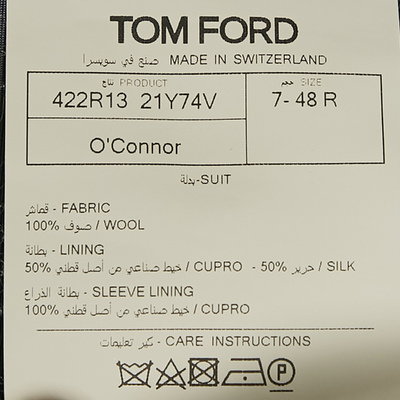 TOM FORD
صنع في سويسرا MADE IN SWITZERLAND
نتاج PRODUCT
422R13 21Y74V
حجم SIZE
7- 48 R
O'Connor
بدلة-SUIT
قماش - FABRIC
100% صوف / WOOL
بطانة - LINING
50% خيط صناعي من أصل قطني / CUPRO - 50% حرير / SILK
بطانة الذراع - SLEEVE LINING
100% خيط صناعي من أصل قطني / CUPRO
كير تعليمات - CARE INSTRUCTIONS
P